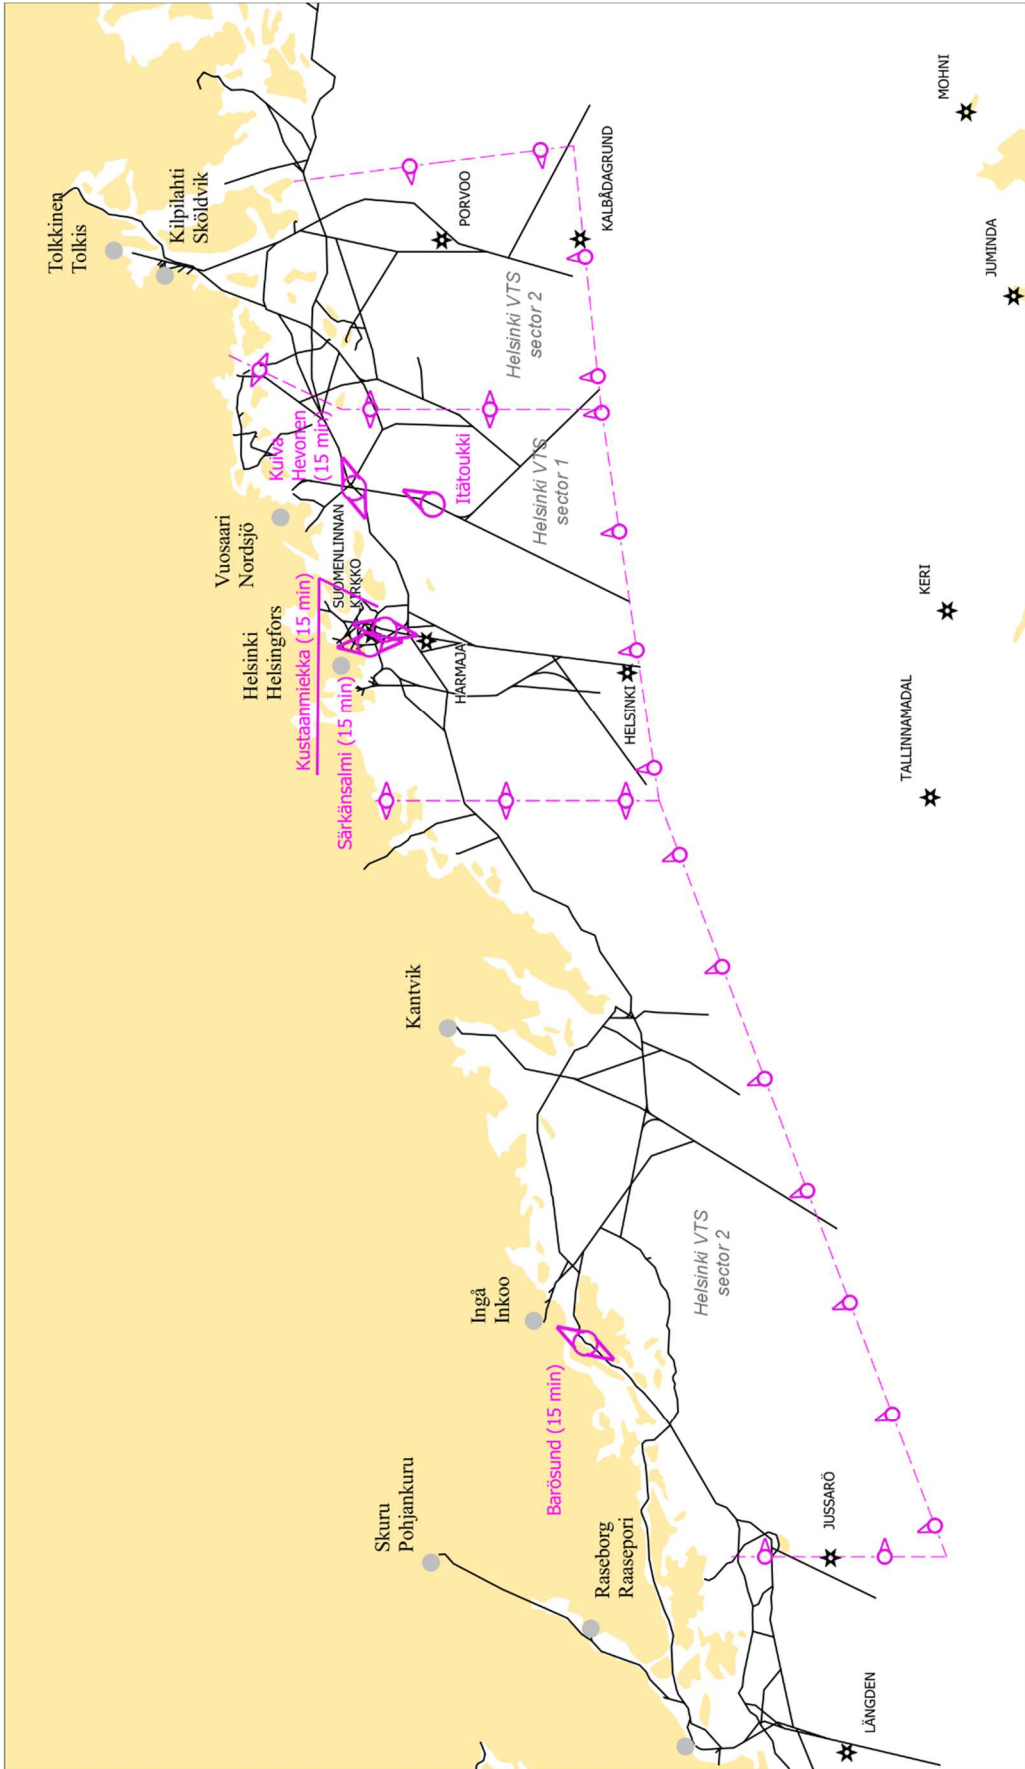 Tolkkinen
Tolkis
Kilpilahti
Sköldvik
MOHNI
PORVOO
KALBÅDAGRUND
JUMINDA
Helsinki VTS
sector 2
Kuiva
Hevonen
(15 min)
Itätoukki
Helsinki VTS
sector 1
Vuosaari
Nordsjö
SUOMENLINNAN
KIRKKO
Helsinki
Helsingfors
Kustaanmiekka (15 min)
Särkänsalmi (15 min)
HARMAJA
HELSINKI
KERI
TALLINNAMADAL
Kantvik
Helsinki VTS
sector 2
Ingå
Inkoo
Barösund (15 min)
Skuru
Pohjankuru
Raseborg
Raasepori
JUSSARÖ
LÄNGDEN